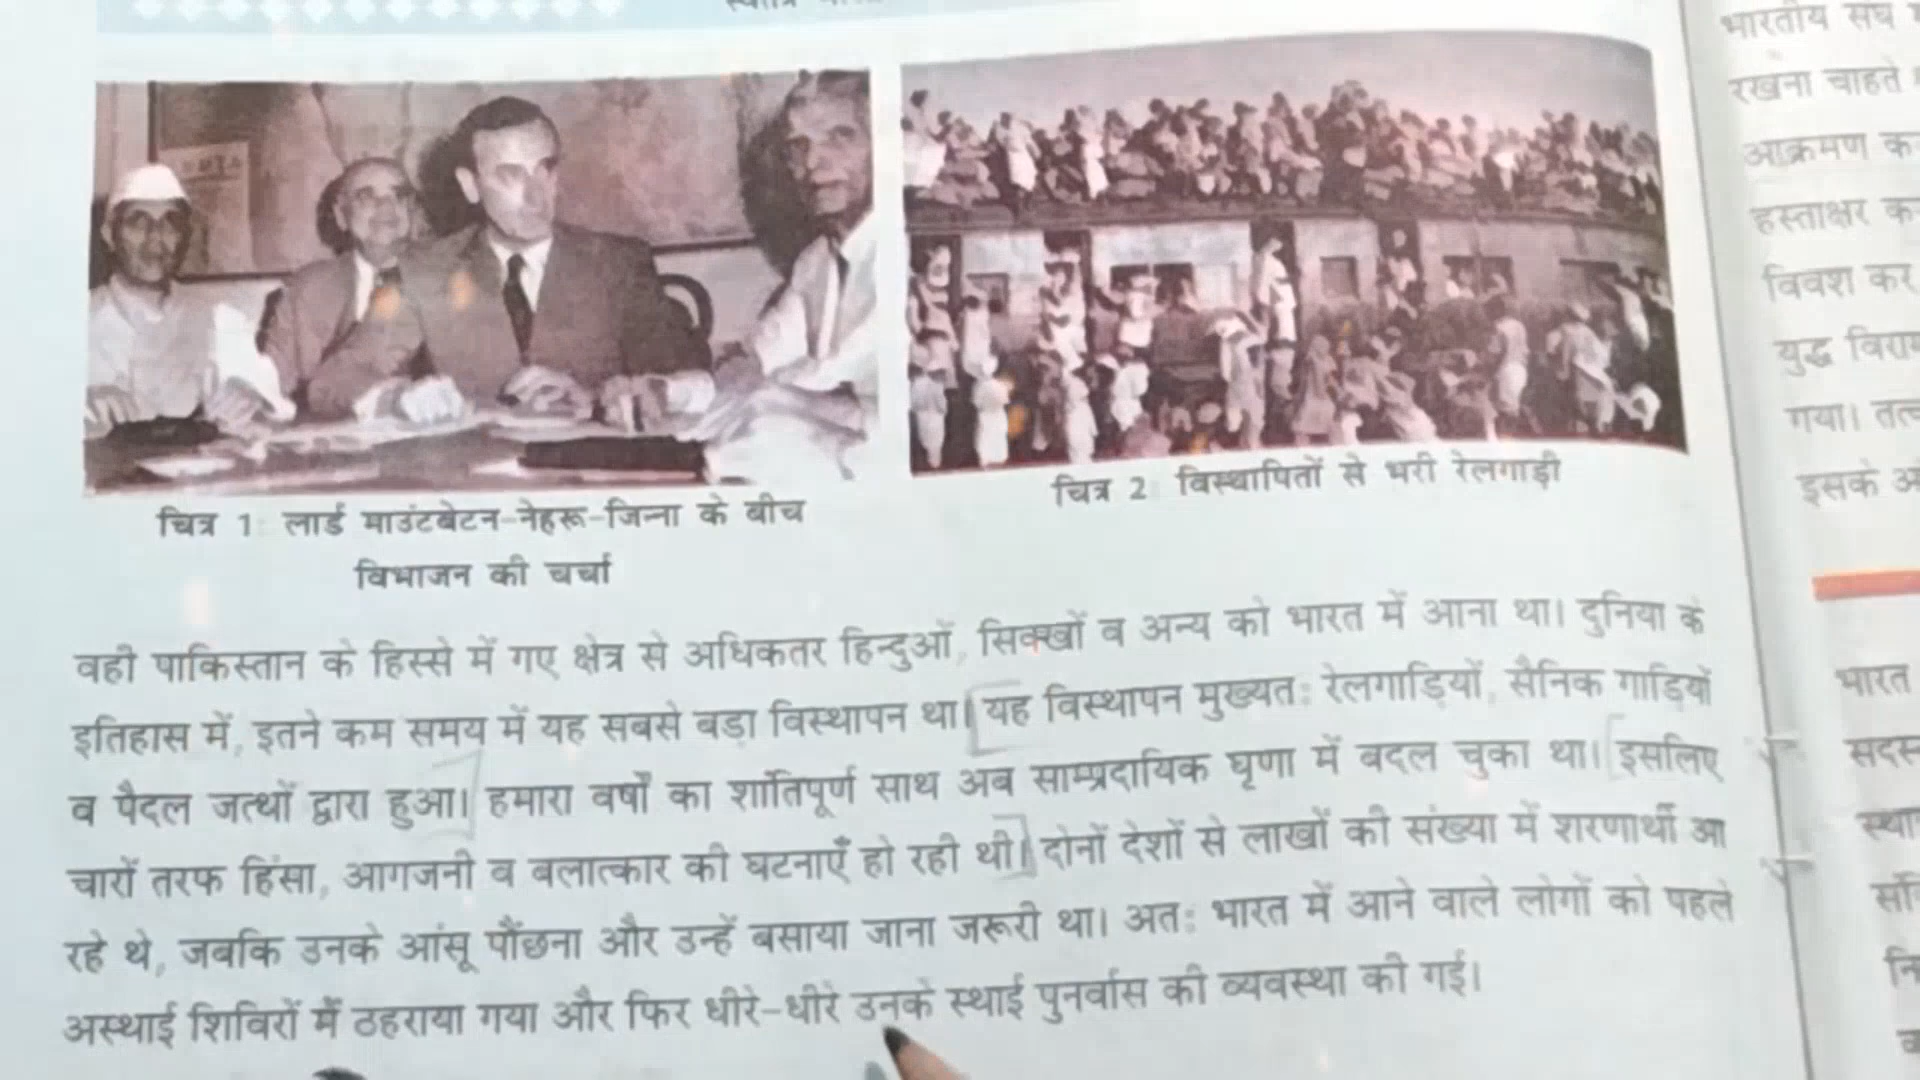 चित्र 1: लार्ड माउंटबेटन-नेहरू-जिन्ना के बीच
विभाजन की चर्चा
चित्र 2 विस्थापितों से भरी रेलगाड़ी
वही पाकिस्तान के हिस्से में गए क्षेत्र से अधिकतर हिन्दुओं, सिक्खों व अन्य को भारत में आना था। दुनिया के
इतिहास में, इतने कम समय में यह सबसे बड़ा विस्थापन था। यह विस्थापन मुख्यतः रेलगाड़ियों, सैनिक गाड़ियों
व पैदल जत्थों द्वारा हुआ। हमारा वर्षों का शांतिपूर्ण साथ अब साम्प्रदायिक घृणा में बदल चुका था। इसलिए
चारों तरफ हिंसा, आगजनी व बलात्कार की घटनाएँ हो रही थी। दोनों देशों से लाखों की संख्या में शरणार्थी आ
रहे थे, जबकि उनके आंसू पौंछना और उन्हें बसाया जाना जरूरी था। अतः भारत में आने वाले लोगों को पहले
अस्थाई शिविरों में ठहराया गया और फिर धीरे-धीरे उनके स्थाई पुनर्वास की व्यवस्था की गई।
भारतीय संघ
रखना चाहते
आक्रमण
हस्ताक्षर
विवश कर
युद्ध
गया।
इसके
भारत